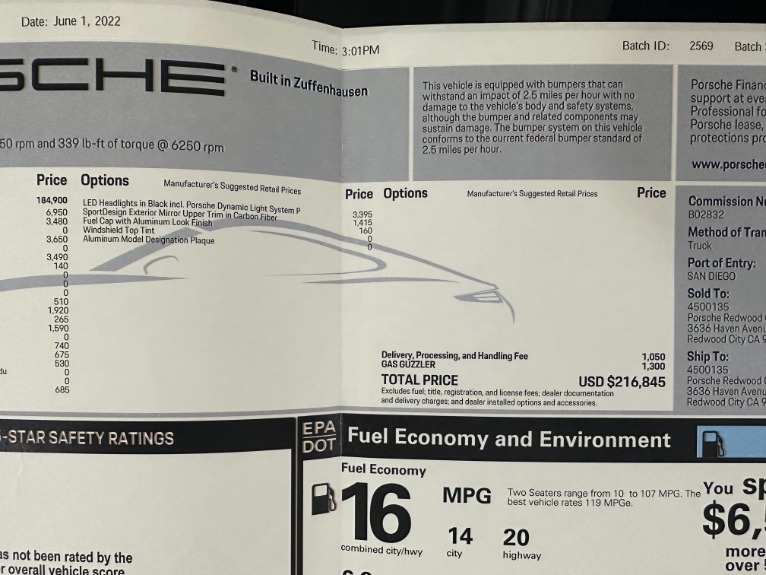 Date: June 1, 2022
Time: 3:01PM
Batch ID: 2569 Batch
SCHE Built in Zuffenhausen
50 rpm and 339 lb-ft of torque @ 6250 rpm
This vehicle is equipped with bumpers that can
withstand an impact of 2.5 miles per hour with no
damage to the vehicle's body and safety systems,
although the bumper and related components may
sustain damage. The bumper system on this vehicle
conforms to the current federal bumper standard of
2.5 miles per hour.
Porsche Financ
support at eve
Professional fo
Porsche lease,
protections pro
www.porsche
Price Options Manufacturer's Suggested Retail Prices Price Options Manufacturer's Suggested Retail Prices Price
184,900
6,950
3,480
0
3,650
0
3,490
140
0
0
0
510
1,920
265
1,590
0
740
675
530
du 0
0
685
LED Headlights in Black incl. Porsche Dynamic Light System P 3,395
SportDesign Exterior Mirror Upper Trim in Carbon Fiber 1,415
Fuel Cap with Aluminum Look Finish 160
Windshield Top Tint 0
Aluminum Model Designation Plaque 0
Delivery, Processing, and Handling Fee 1,050
GAS GUZZLER 1,300
TOTAL PRICE USD $216,845
Excludes fuel; title, registration, and license fees; dealer documentation
and delivery charges; and dealer installed options and accessories.
Commission Nu
B02832
Method of Tran
Truck
Port of Entry:
SAN DIEGO
Sold To:
4500135
Porsche Redwood
3636 Haven Avenu
Redwood City CA 9
Ship To:
4500135
Porsche Redwood
3636 Haven Avenu
Redwood City CA 9
-STAR SAFETY RATINGS
as not been rated by the
r overall vehicle score
EPA
DOT
Fuel Economy and Environment
Fuel Economy
16 MPG
combined city/hwy
14
city
20
highway
Two Seaters range from 10 to 107 MPG. The
best vehicle rates 119 MPGe.
You sp
$6,5
more
over